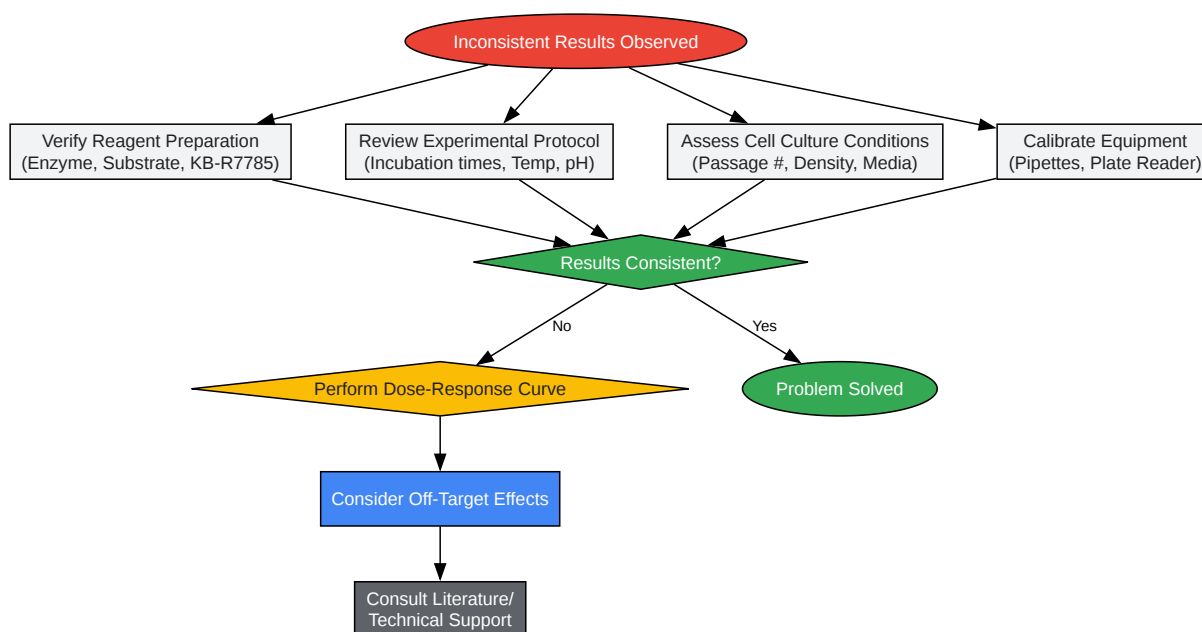 Inconsistent Results Observed
Verify Reagent Preparation
(Enzyme, Substrate, KB-R7785)
Review Experimental Protocol
(Incubation times, Temp, pH)
Assess Cell Culture Conditions
(Passage #, Density, Media)
Calibrate Equipment
(Pipettes, Plate Reader)
Results Consistent?
No
Yes
Perform Dose-Response Curve
Problem Solved
Consider Off-Target Effects
Consult Literature/
Technical Support